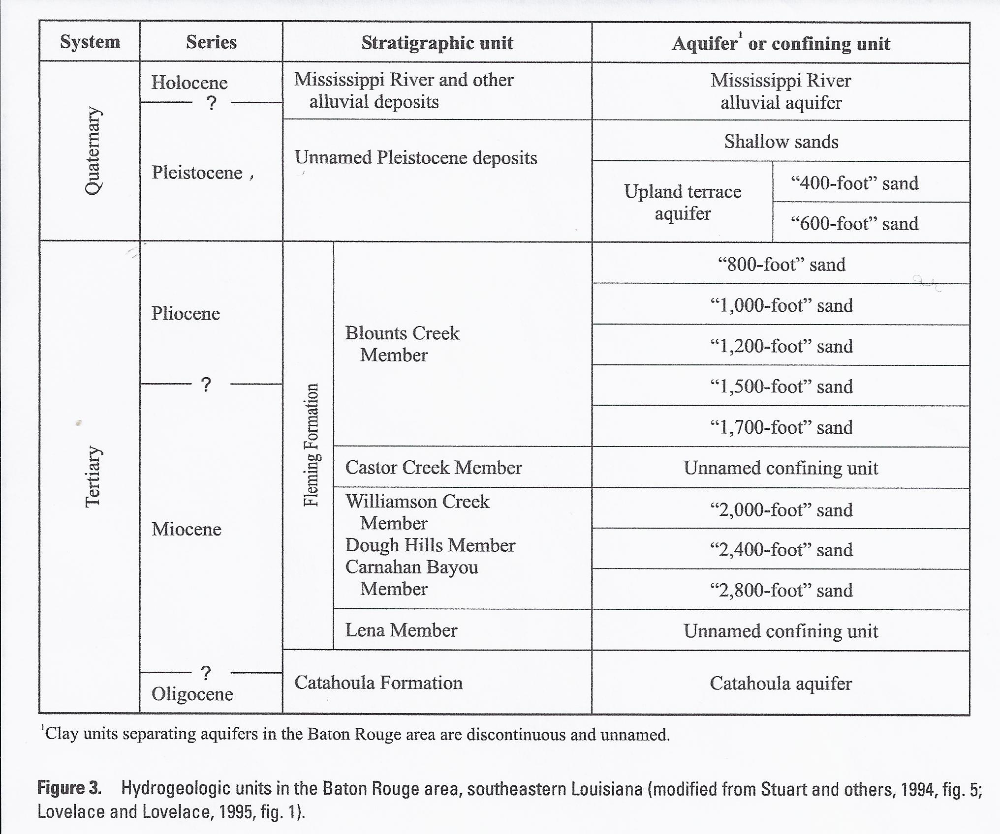 System
Series
Stratigraphic unit
Aquifer¹ or confining unit
Quaternary
Holocene
?
Pleistocene
Mississippi River and other
alluvial deposits
Mississippi River
alluvial aquifer
Unnamed Pleistocene deposits
Shallow sands
Upland terrace
aquifer
“400-foot” sand
“600-foot” sand
Tertiary
Pliocene
?
Miocene
?
Oligocene
Fleming Formation
Blounts Creek
Member
“800-foot” sand
“1,000-foot” sand
“1,200-foot” sand
“1,500-foot” sand
“1,700-foot” sand
Castor Creek Member
Unnamed confining unit
Williamson Creek
Member
Dough Hills Member
Carnahan Bayou
Member
“2,000-foot” sand
“2,400-foot” sand
“2,800-foot” sand
Lena Member
Unnamed confining unit
Catahoula Formation
Catahoula aquifer
¹Clay units separating aquifers in the Baton Rouge area are discontinuous and unnamed.
Figure 3. Hydrogeologic units in the Baton Rouge area, southeastern Louisiana (modified from Stuart and others, 1994, fig. 5;
Lovelace and Lovelace, 1995, fig. 1).